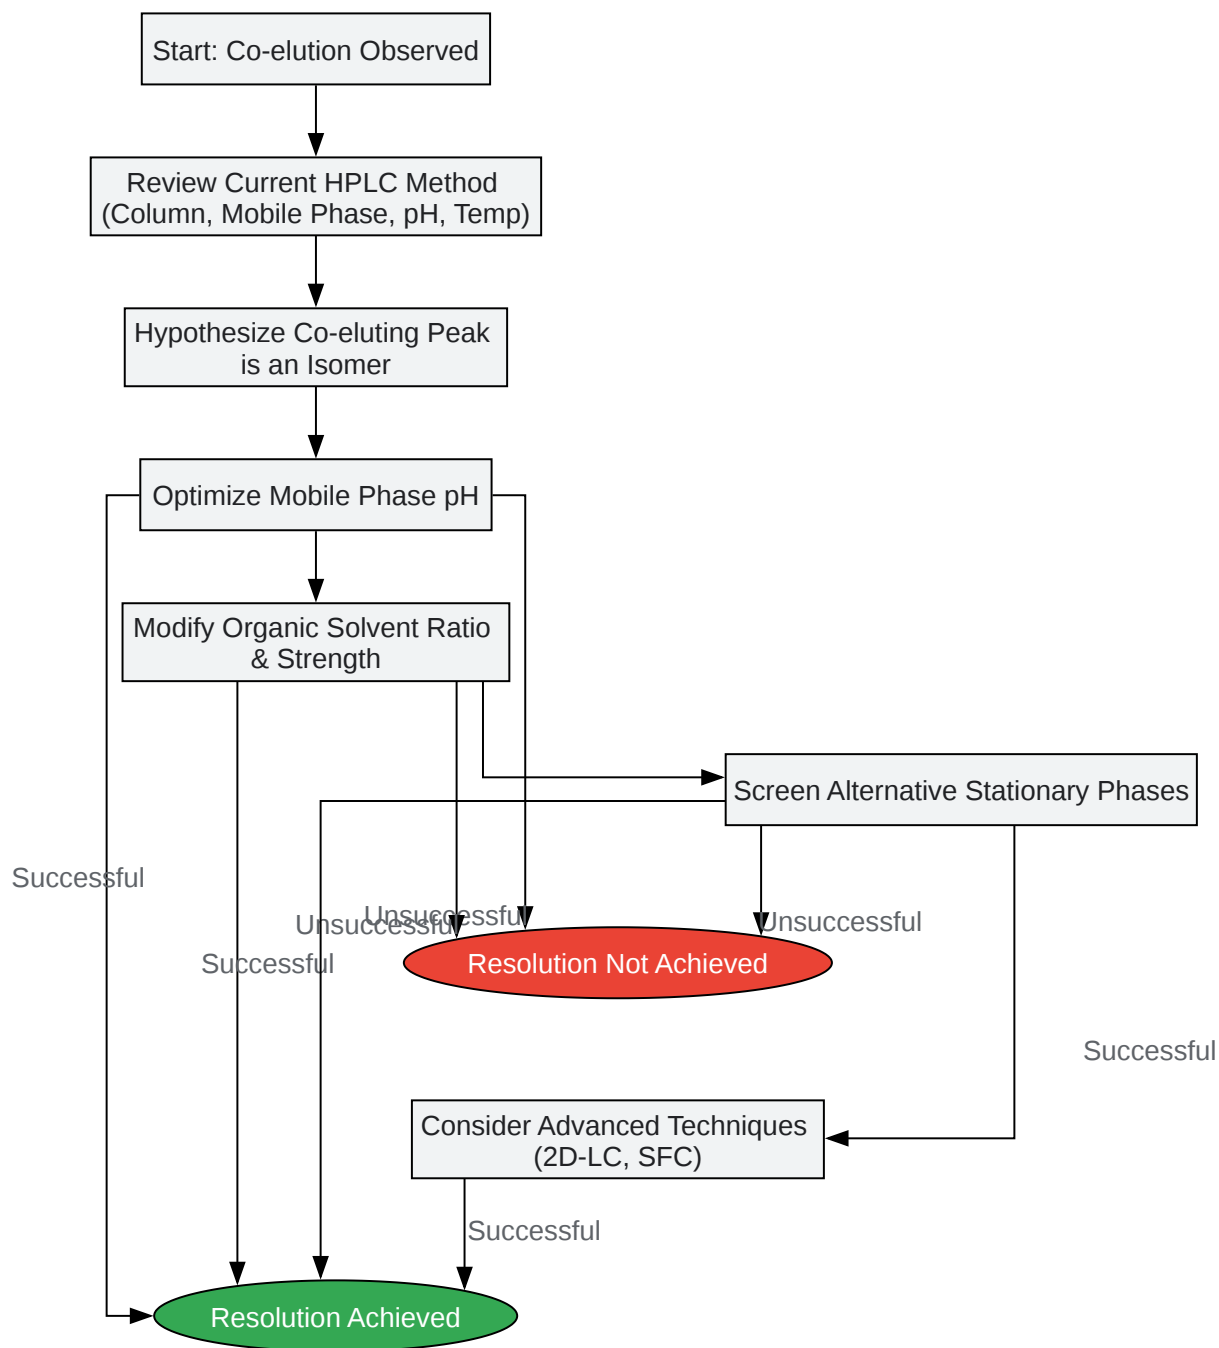 Start: Co-elution Observed
Review Current HPLC Method
(Column, Mobile Phase, pH, Temp)
Hypothesize Co-eluting Peak
is an Isomer
Optimize Mobile Phase pH
Modify Organic Solvent Ratio
& Strength
Screen Alternative Stationary Phases
Successful
Unsuccessful
Unsuccessful
Unsuccessful
Successful
Resolution Not Achieved
Successful
Consider Advanced Techniques
(2D-LC, SFC)
Successful
Resolution Achieved